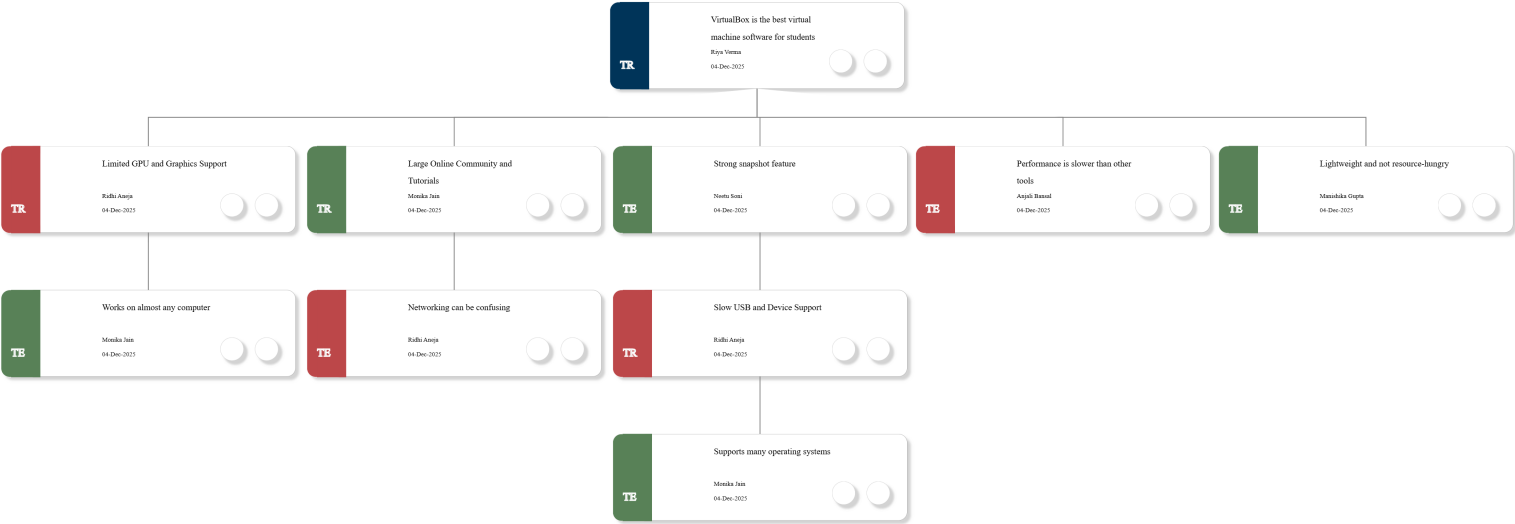 VirtualBox is the best virtual
machine software for students
Riya Verma
04-Dec-2025
TR
Limited GPU and Graphics Support
Ridhi Aneja
04-Dec-2025
TR
Large Online Community and
Tutorials
Monika Jain
04-Dec-2025
TR
Strong snapshot feature
Neetu Soni
04-Dec-2025
TE
Performance is slower than other
tools
Anjali Bansal
04-Dec-2025
TE
Lightweight and not resource-hungry
Manishika Gupta
04-Dec-2025
TE
Works on almost any computer
Monika Jain
04-Dec-2025
TE
Networking can be confusing
Ridhi Aneja
04-Dec-2025
TE
Slow USB and Device Support
Ridhi Aneja
04-Dec-2025
TR
Supports many operating systems
Monika Jain
04-Dec-2025
TE